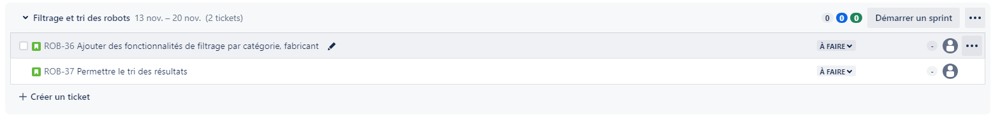 Filtrage et tri des robots 13 nov. – 20 nov. (2 tickets) 0 0 0 Démarrer un sprint
ROB-36 Ajouter des fonctionnalités de filtrage par catégorie, fabricant À FAIRE -
ROB-37 Permettre le tri des résultats À FAIRE -
+ Créer un ticket